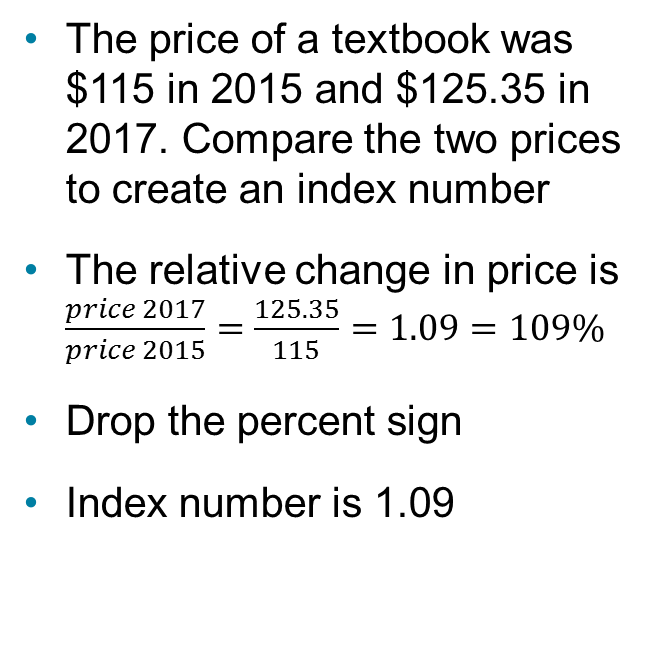 • The price of a textbook was
$115 in 2015 and $125.35 in
2017. Compare the two prices
to create an index number
• The relative change in price is
price 2017 / price 2015 = 125.35 / 115 = 1.09 = 109%
• Drop the percent sign
• Index number is 1.09